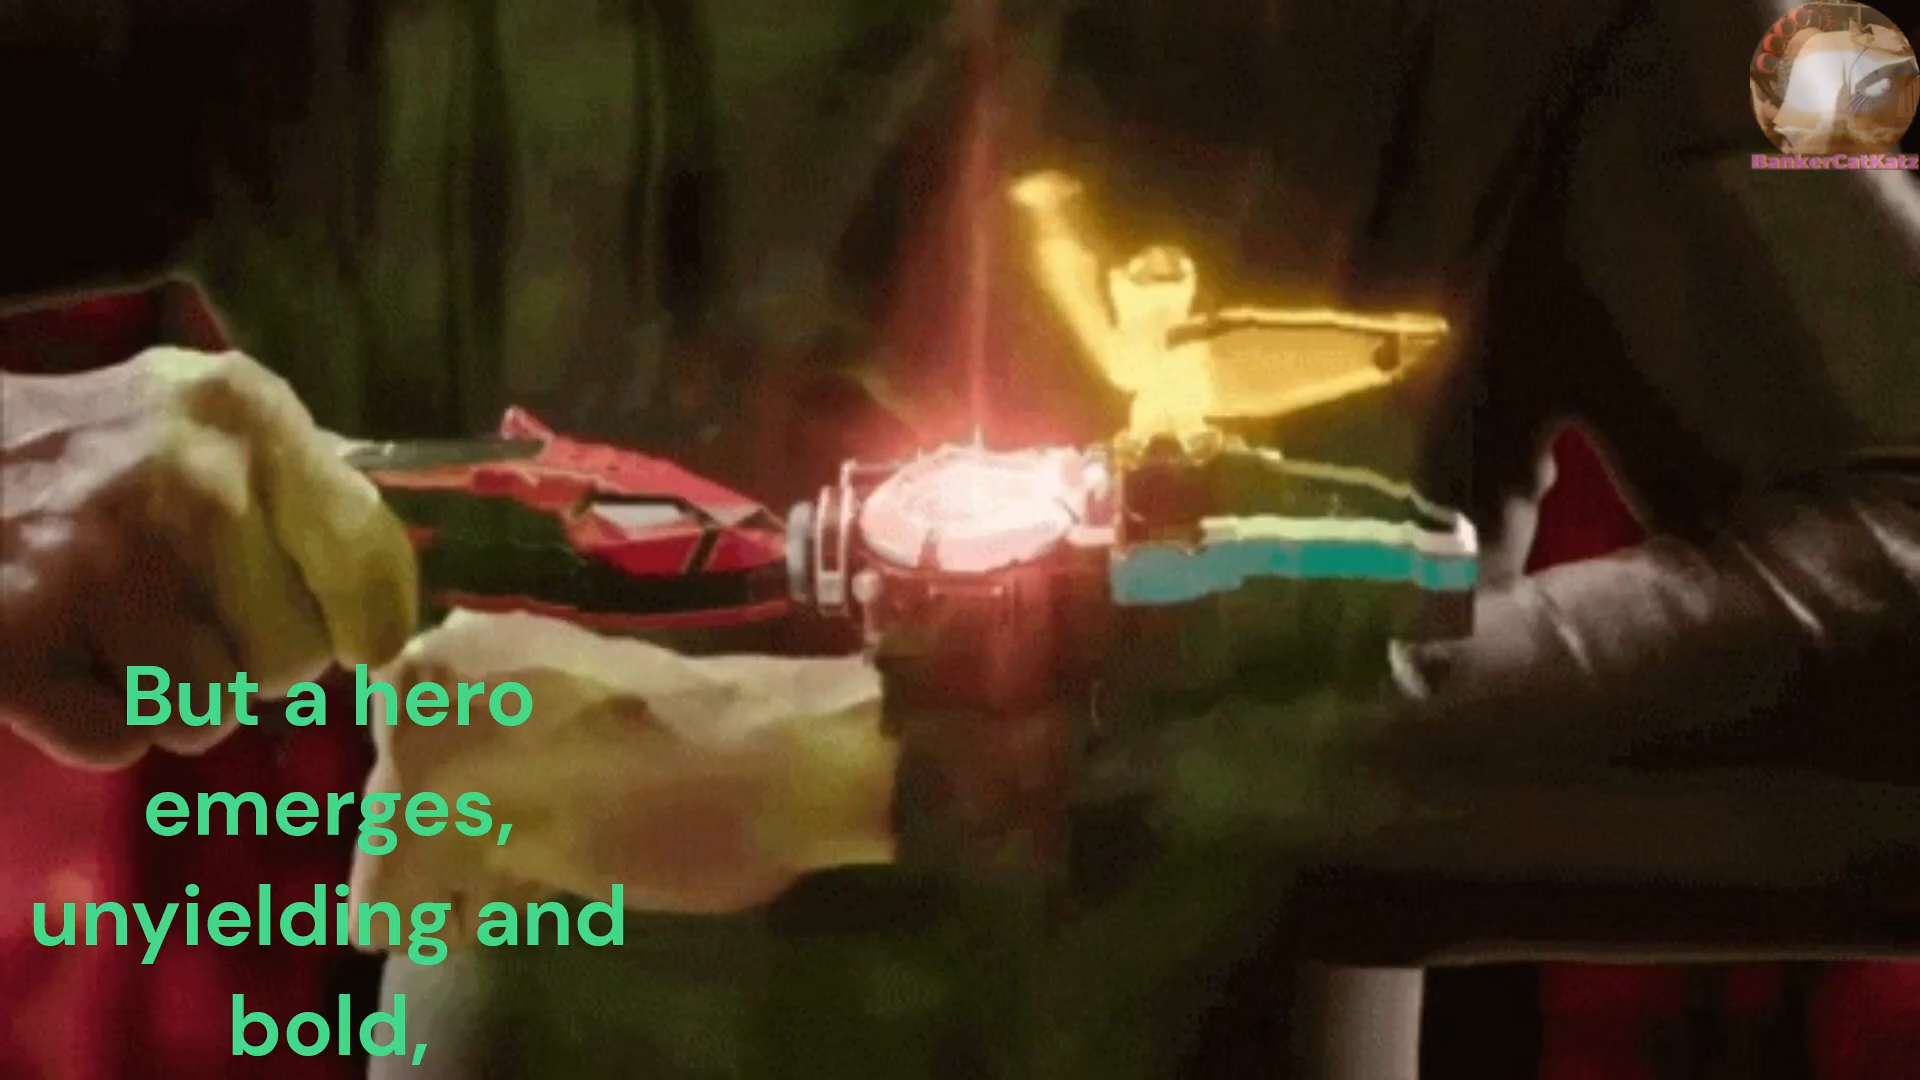 BankerCatKatz
But a hero
emerges,
unyielding and
bold,